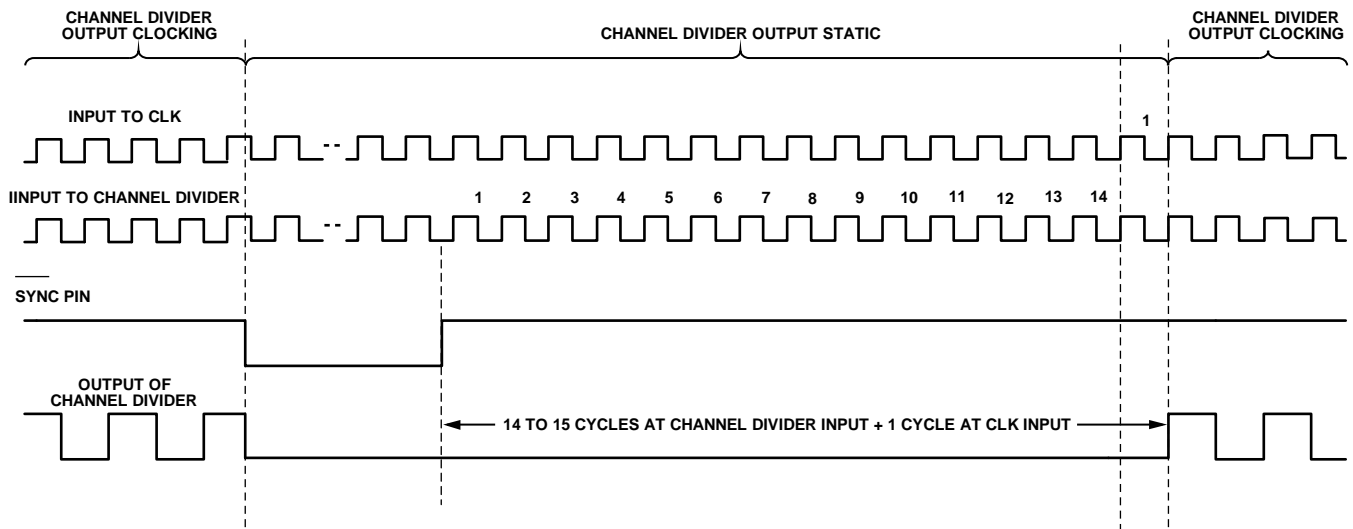 CHANNEL DIVIDER
OUTPUT CLOCKING
CHANNEL DIVIDER OUTPUT STATIC
CHANNEL DIVIDER
OUTPUT CLOCKING
INPUT TO CLK
1
IINPUT TO CHANNEL DIVIDER
1 2 3 4 5 6 7 8 9 10 11 12 13 14
SYNC PIN
OUTPUT OF
CHANNEL DIVIDER
14 TO 15 CYCLES AT CHANNEL DIVIDER INPUT + 1 CYCLE AT CLK INPUT